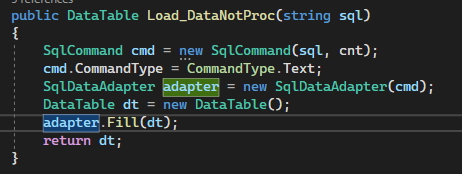 public DataTable Load_DataNotProc(string sql)
{
SqlCommand cmd = new SqlCommand(sql, cnt);
cmd.CommandType = CommandType.Text;
SqlDataAdapter adapter = new SqlDataAdapter(cmd);
DataTable dt = new DataTable();
adapter.Fill(dt);
return dt;
}